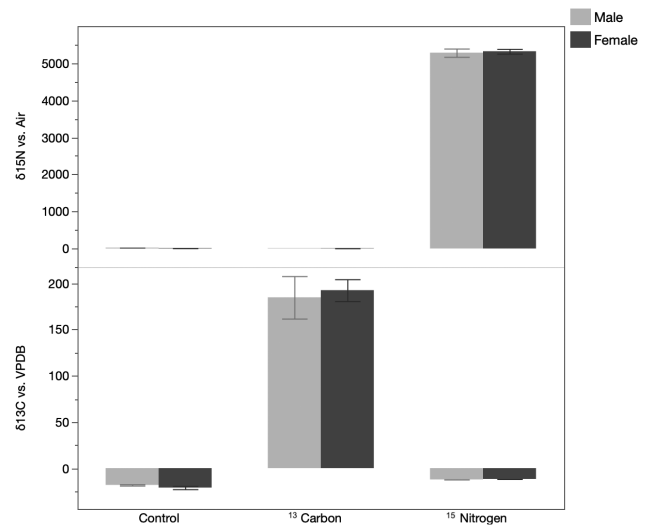 Male
Female
δ15N vs. Air
5000
4000
3000
2000
1000
0
δ13C vs. VPDB
200
150
100
50
0
Control
¹³ Carbon
¹⁵ Nitrogen